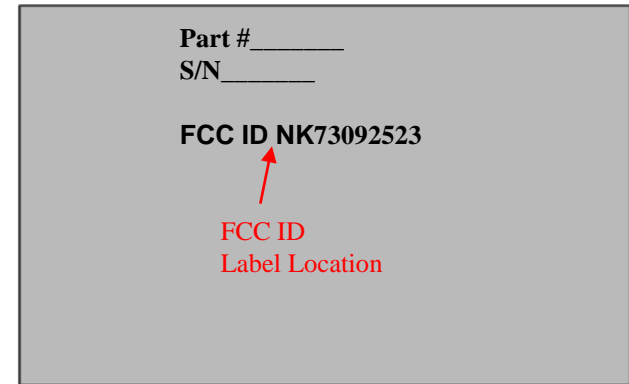 Part #_______
S/N_______
FCC ID NK73092523
FCC ID
Label Location